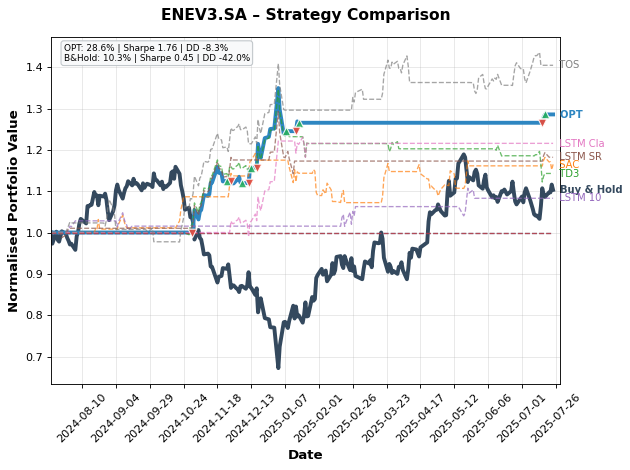 ENEV3.SA – Strategy Comparison
OPT: 28.6% | Sharpe 1.76 | DD -8.3%
B&Hold: 10.3% | Sharpe 0.45 | DD -42.0%
Normalised Portfolio Value
1.4
1.3
1.2
1.1
1.0
0.9
0.8
0.7
TOS
OPT
LSTM Cla
LSTM SR
SAC
TD3
Buy & Hold
LSTM 10
2024-08-10
2024-09-04
2024-09-29
2024-10-24
2024-11-18
2024-12-13
2025-01-07
2025-02-01
2025-02-26
2025-03-23
2025-04-17
2025-05-12
2025-06-06
2025-07-01
2025-07-26
Date